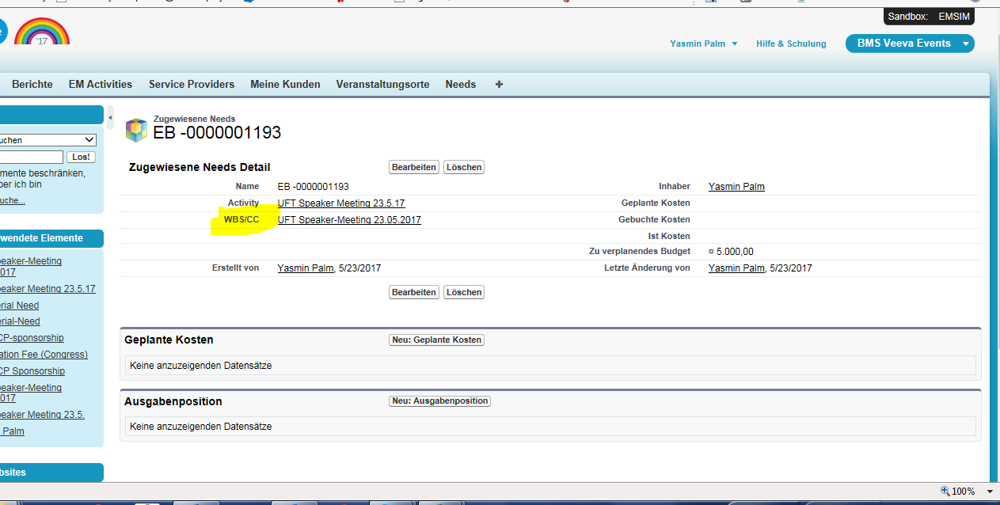 Sandbox: EMSIM
'17
Yasmin Palm Hilfe & Schulung BMS Veeva Events
Berichte EM Activities Service Providers Meine Kunden Veranstaltungsorte Needs +
uchen
Los!
mente beschränken,
ber ich bin
uche...
wendete Elemente
peaker-Meeting
2017
peaker Meeting 23.5.17
erial Need
erial-Need
CP-sponsorship
ation Fee (Congress)
CP Sponsorship
peaker-Meeting
2017
peaker Meeting 23.5.
Palm
bsites
Zugewiesene Needs
EB -0000001193
Zugewiesene Needs Detail Bearbeiten Löschen
Name EB -0000001193 Inhaber Yasmin Palm
Activity UFT Speaker Meeting 23.5.17 Geplante Kosten
WBS/CC UFT Speaker-Meeting 23.05.2017 Gebuchte Kosten
Ist Kosten
Zu verplanendes Budget ¤ 5.000,00
Erstellt von Yasmin Palm, 5/23/2017 Letzte Änderung von Yasmin Palm, 5/23/2017
Bearbeiten Löschen
Geplante Kosten Neu: Geplante Kosten
Keine anzuzeigenden Datensätze
Ausgabenposition Neu: Ausgabenposition
Keine anzuzeigenden Datensätze
100%